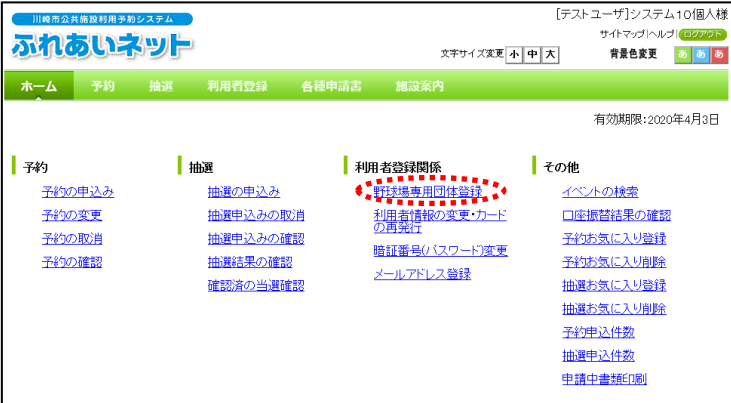 川崎市公共施設利用予約システム
ふれあいネット
[テストユーザ]システム10個人様
サイトマップ|ヘルプ|ログアウト
文字サイズ変更 小 中 大
背景色変更 あ あ あ
ホーム 予約 抽選 利用者登録 各種申請書 施設案内
有効期限:2020年4月3日
予約
予約の申込み
予約の変更
予約の取消
予約の確認
抽選
抽選の申込み
抽選申込みの取消
抽選申込みの確認
抽選結果の確認
確認済の当選確認
利用者登録関係
野球場専用団体登録
利用者情報の変更・カード
の再発行
暗証番号(パスワード)変更
メールアドレス登録
その他
イベントの検索
口座振替結果の確認
予約お気に入り登録
予約お気に入り削除
抽選お気に入り登録
抽選お気に入り削除
予約申込件数
抽選申込件数
申請中書類印刷